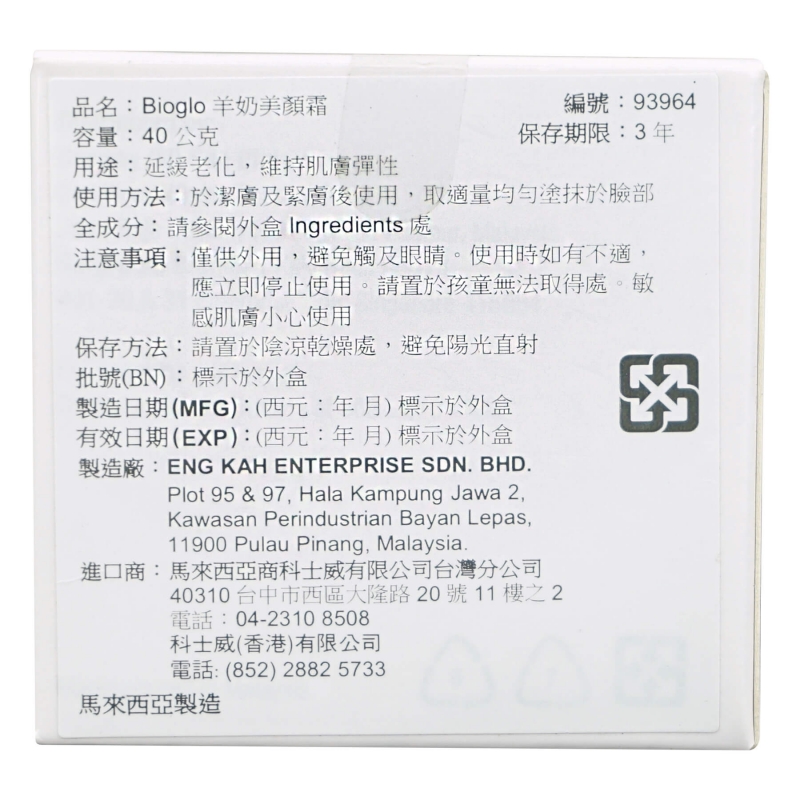 品名：Bioglo 羊奶美顏霜
編號：93964
容量：40 公克
保存期限：3 年
用途：延緩老化，維持肌膚彈性
使用方法：於潔膚及緊膚後使用，取適量均勻塗抹於臉部
全成分：請參閱外盒 Ingredients 處
注意事項：僅供外用，避免觸及眼睛。使用時如有不適，
應立即停止使用。請置於孩童無法取得處。敏
感肌膚小心使用
保存方法：請置於陰涼乾燥處，避免陽光直射
批號(BN)：標示於外盒
製造日期(MFG)：(西元：年 月) 標示於外盒
有效日期(EXP)：(西元：年 月) 標示於外盒
製造廠：ENG KAH ENTERPRISE SDN. BHD.
Plot 95 & 97, Hala Kampung Jawa 2,
Kawasan Perindustrian Bayan Lepas,
11900 Pulau Pinang, Malaysia.
進口商：馬來西亞商科士威有限公司台灣分公司
40310 台中市西區大隆路 20 號 11 樓之 2
電話：04-2310 8508
科士威(香港)有限公司
電話: (852) 2882 5733
馬來西亞製造